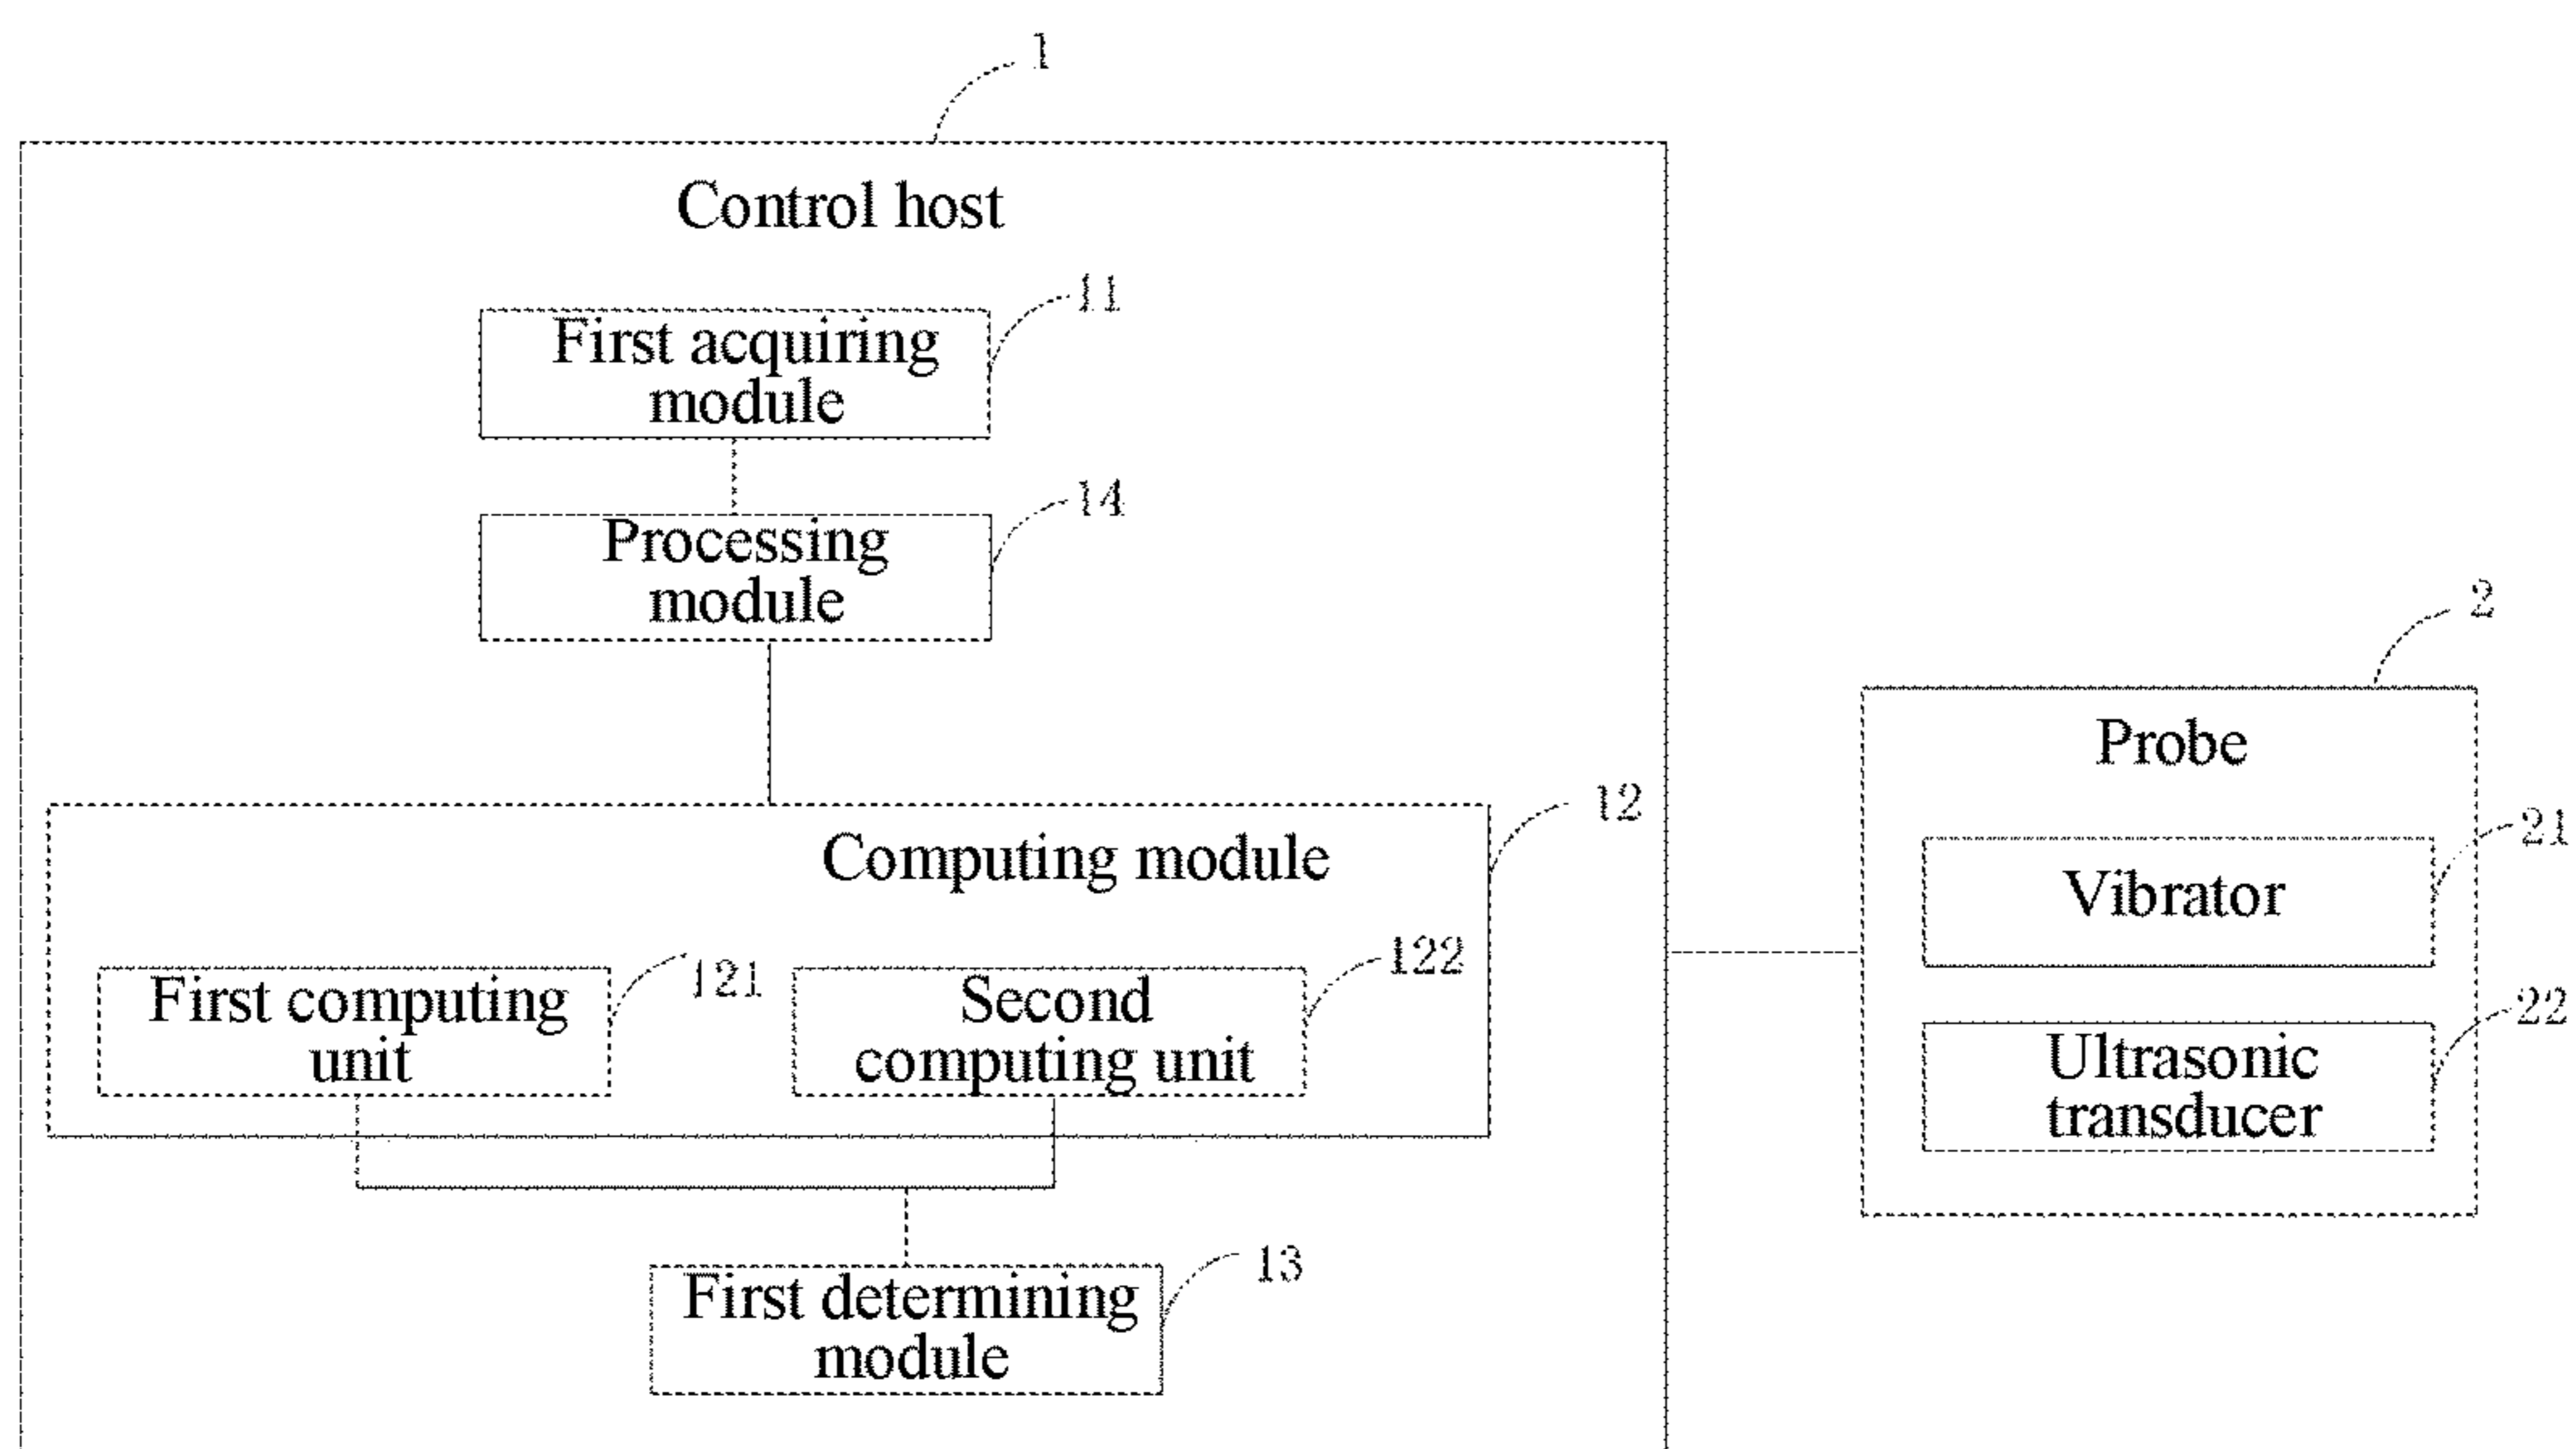 1
Control host
11
First acquiring
module
14
Processing
module
2
Probe
12
Computing module
21
Vibrator
121
122
First computing
unit
Second
computing unit
22
Ultrasonic
transducer
13
First determining
module